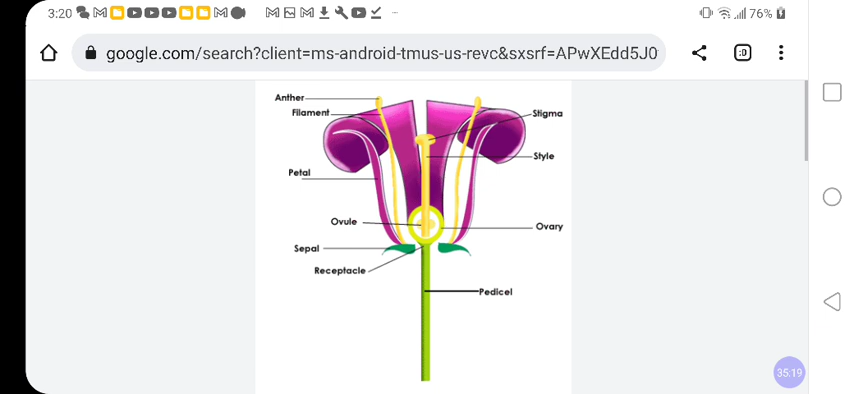 3:20
76%
google.com/search?client=ms-android-tmus-us-revc&sxsrf=APwXEdd5J0
:D
Anther
Filament
Stigma
Style
Petal
Ovule
Ovary
Sepal
Receptacle
Pedicel
35:19